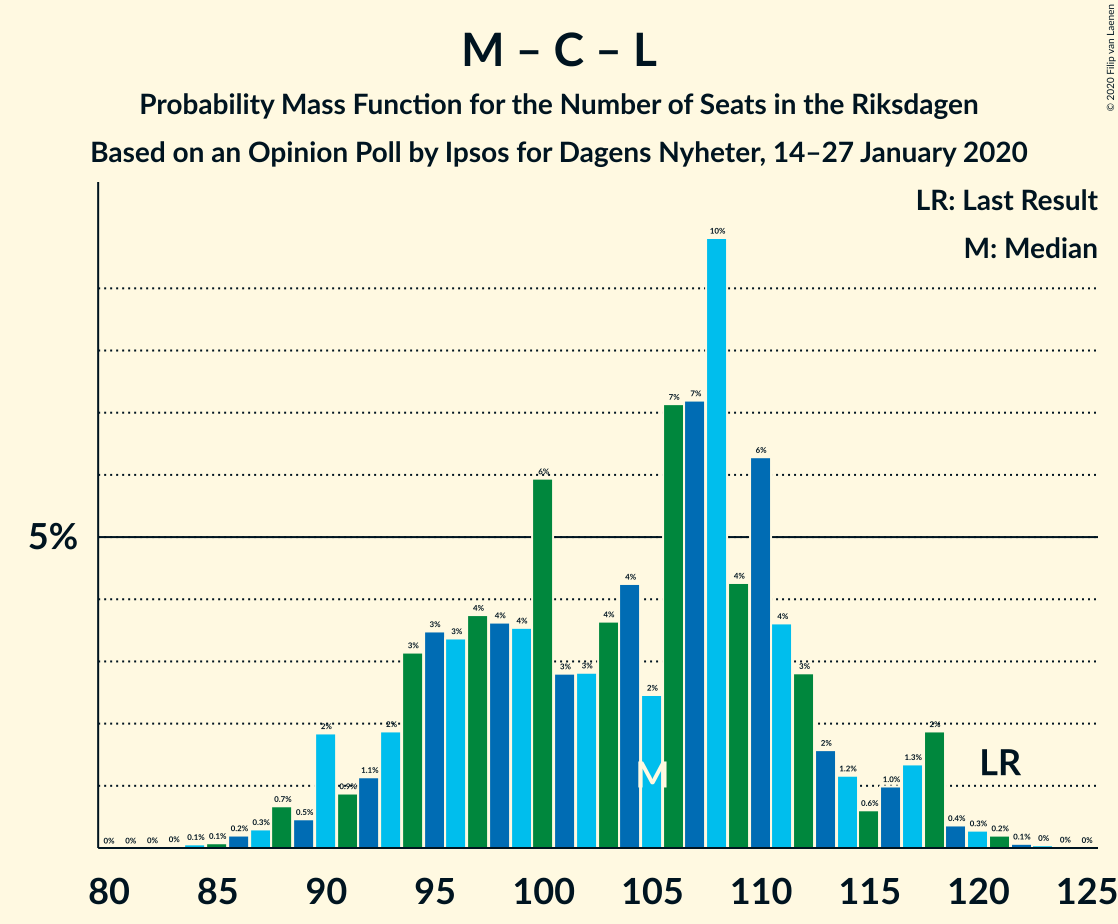 M – C – L
Probability Mass Function for the Number of Seats in the Riksdagen
Based on an Opinion Poll by Ipsos for Dagens Nyheter, 14–27 January 2020
© 2020 Filip van Laenen
LR: Last Result
M: Median
5%
0% 0% 0% 0% 0.1% 0.1% 0.2% 0.3% 0.7% 0.5% 2% 0.9% 1.1% 2% 3% 3% 3% 4% 4% 4% 6% 3% 3% 4% 4% 2% 7% 7% 10% 4% 6% 4% 3% 2% 1.2% 0.6% 1.0% 1.3% 2% 0.4% 0.3% 0.2% 0.1% 0% 0% 0%
M
LR
80 85 90 95 100 105 110 115 120 125